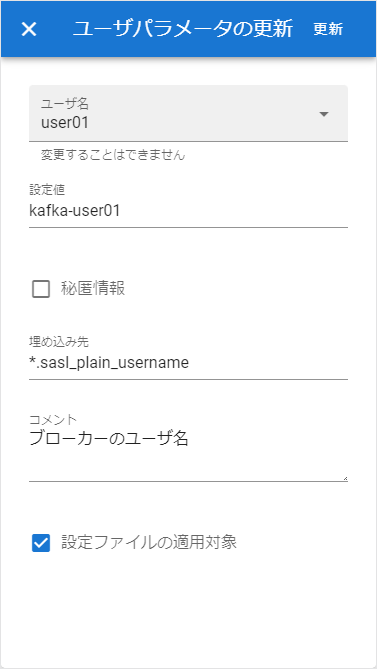 ユーザパラメータの更新 更新
ユーザ名
user01
変更することはできません
設定値
kafka-user01
秘匿情報
埋め込み先
*.sasl_plain_username
コメント
ブローカーのユーザ名
設定ファイルの適用対象